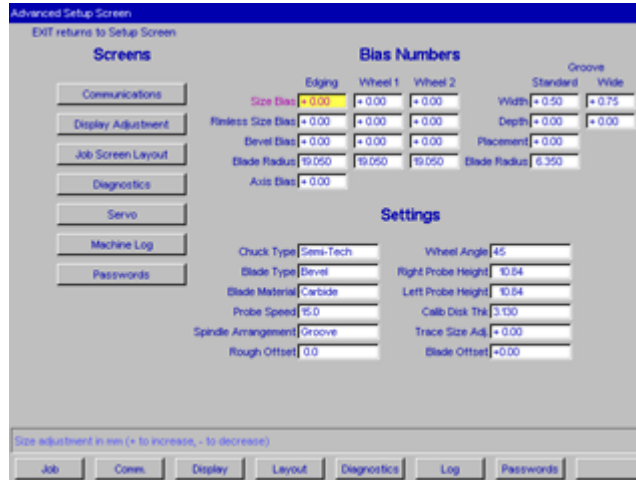 Advanced Setup Screen
EXIT returns to Setup Screen
Screens
Communications
Display Adjustment
Job Screen Layout
Diagnostics
Servo
Machine Log
Passwords
Bias Numbers
Groove
Edging Wheel 1 Wheel 2 Standard Wide
Size Bias + 0.00 + 0.00 + 0.00 Width + 0.50 + 0.75
Rimless Size Bias + 0.00 + 0.00 + 0.00 Depth + 0.00 + 0.00
Bevel Bias + 0.00 + 0.00 + 0.00 Placement + 0.00
Blade Radius 19.050 19.050 19.050 Blade Radius 6.350
Axis Bias + 0.00
Settings
Chuck Type Semi-Tech Wheel Angle 45
Blade Type Bevel Right Probe Height 10.84
Blade Material Carbide Left Probe Height 10.84
Probe Speed 15.0 Calib Disk Thk 3.130
Spindle Arrangement Groove Trace Size Adj. + 0.00
Rough Offset 0.0 Blade Offset +0.00
Size adjustment in mm (+ to increase, - to decrease)
Job Comm. Display Layout Diagnostics Log Passwords